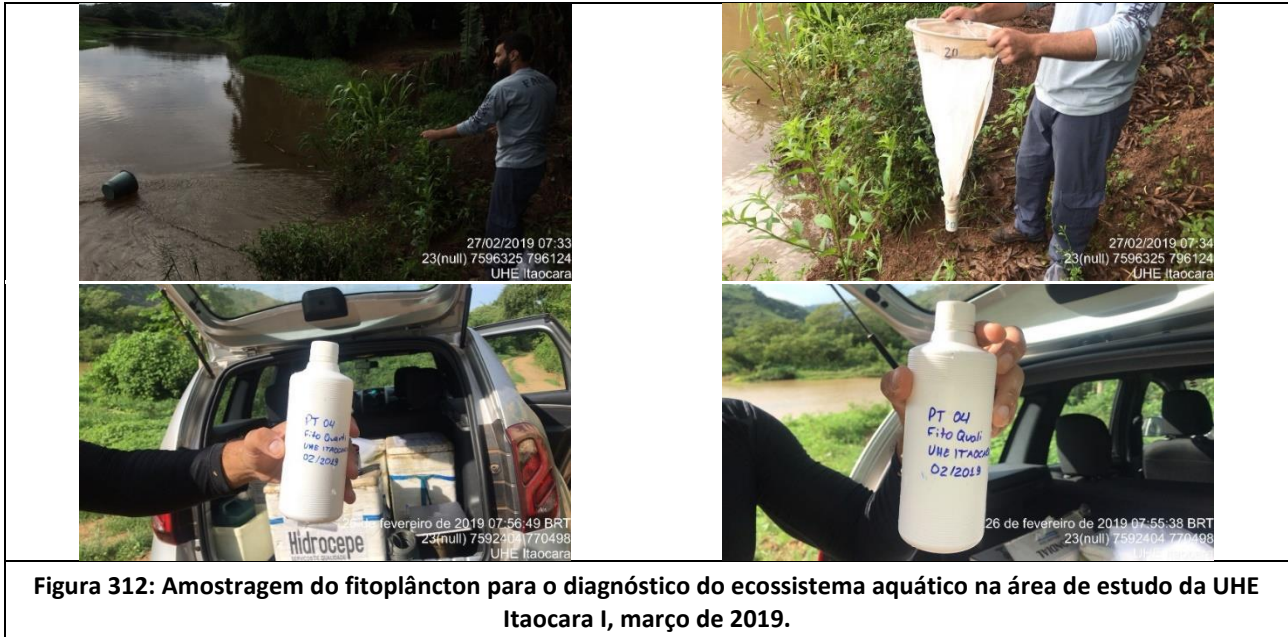 20
27/02/2019 07:33
23(null) 7596325 796124
UHE Itaocara
27/02/2019 07:34
23(null) 7596325 796124
UHE Itaocara
PT 04
Fito Quanti
UHE ITAOCARA
02/2019
Hidrocepe
26 de fevereiro de 2019 07:56:49 BRT
23(null) 7592404 770498
UHE Itaocara
PT 04
Fito Quali
UHE ITAOCARA
02/2019
26 de fevereiro de 2019 07:55:38 BRT
23(null) 7592404 770498
UHE Itaocara
Figura 312: Amostragem do fitoplâncton para o diagnóstico do ecossistema aquático na área de estudo da UHE
Itaocara I, março de 2019.